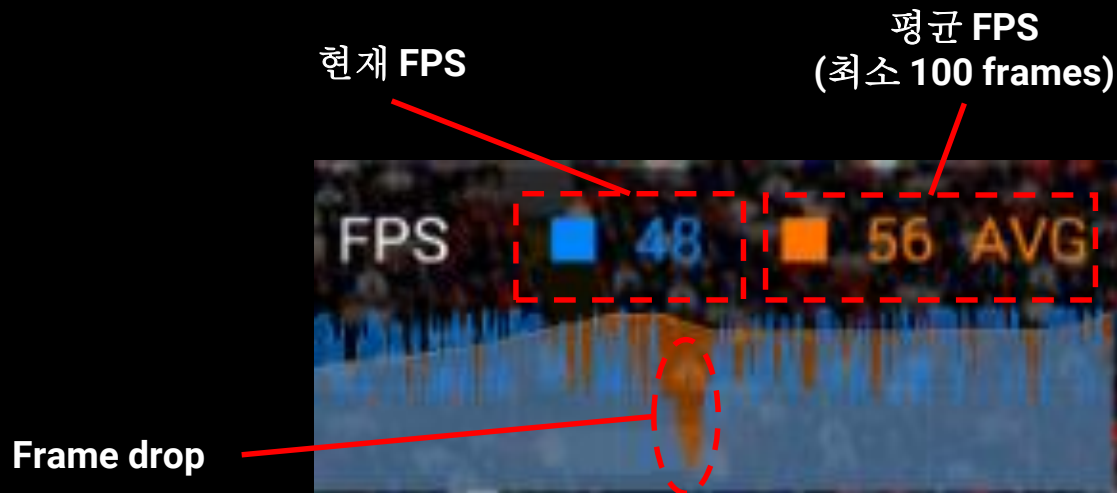 현재 FPS
평균 FPS
(최소 100 frames)
FPS 48 56 AVG
Frame drop